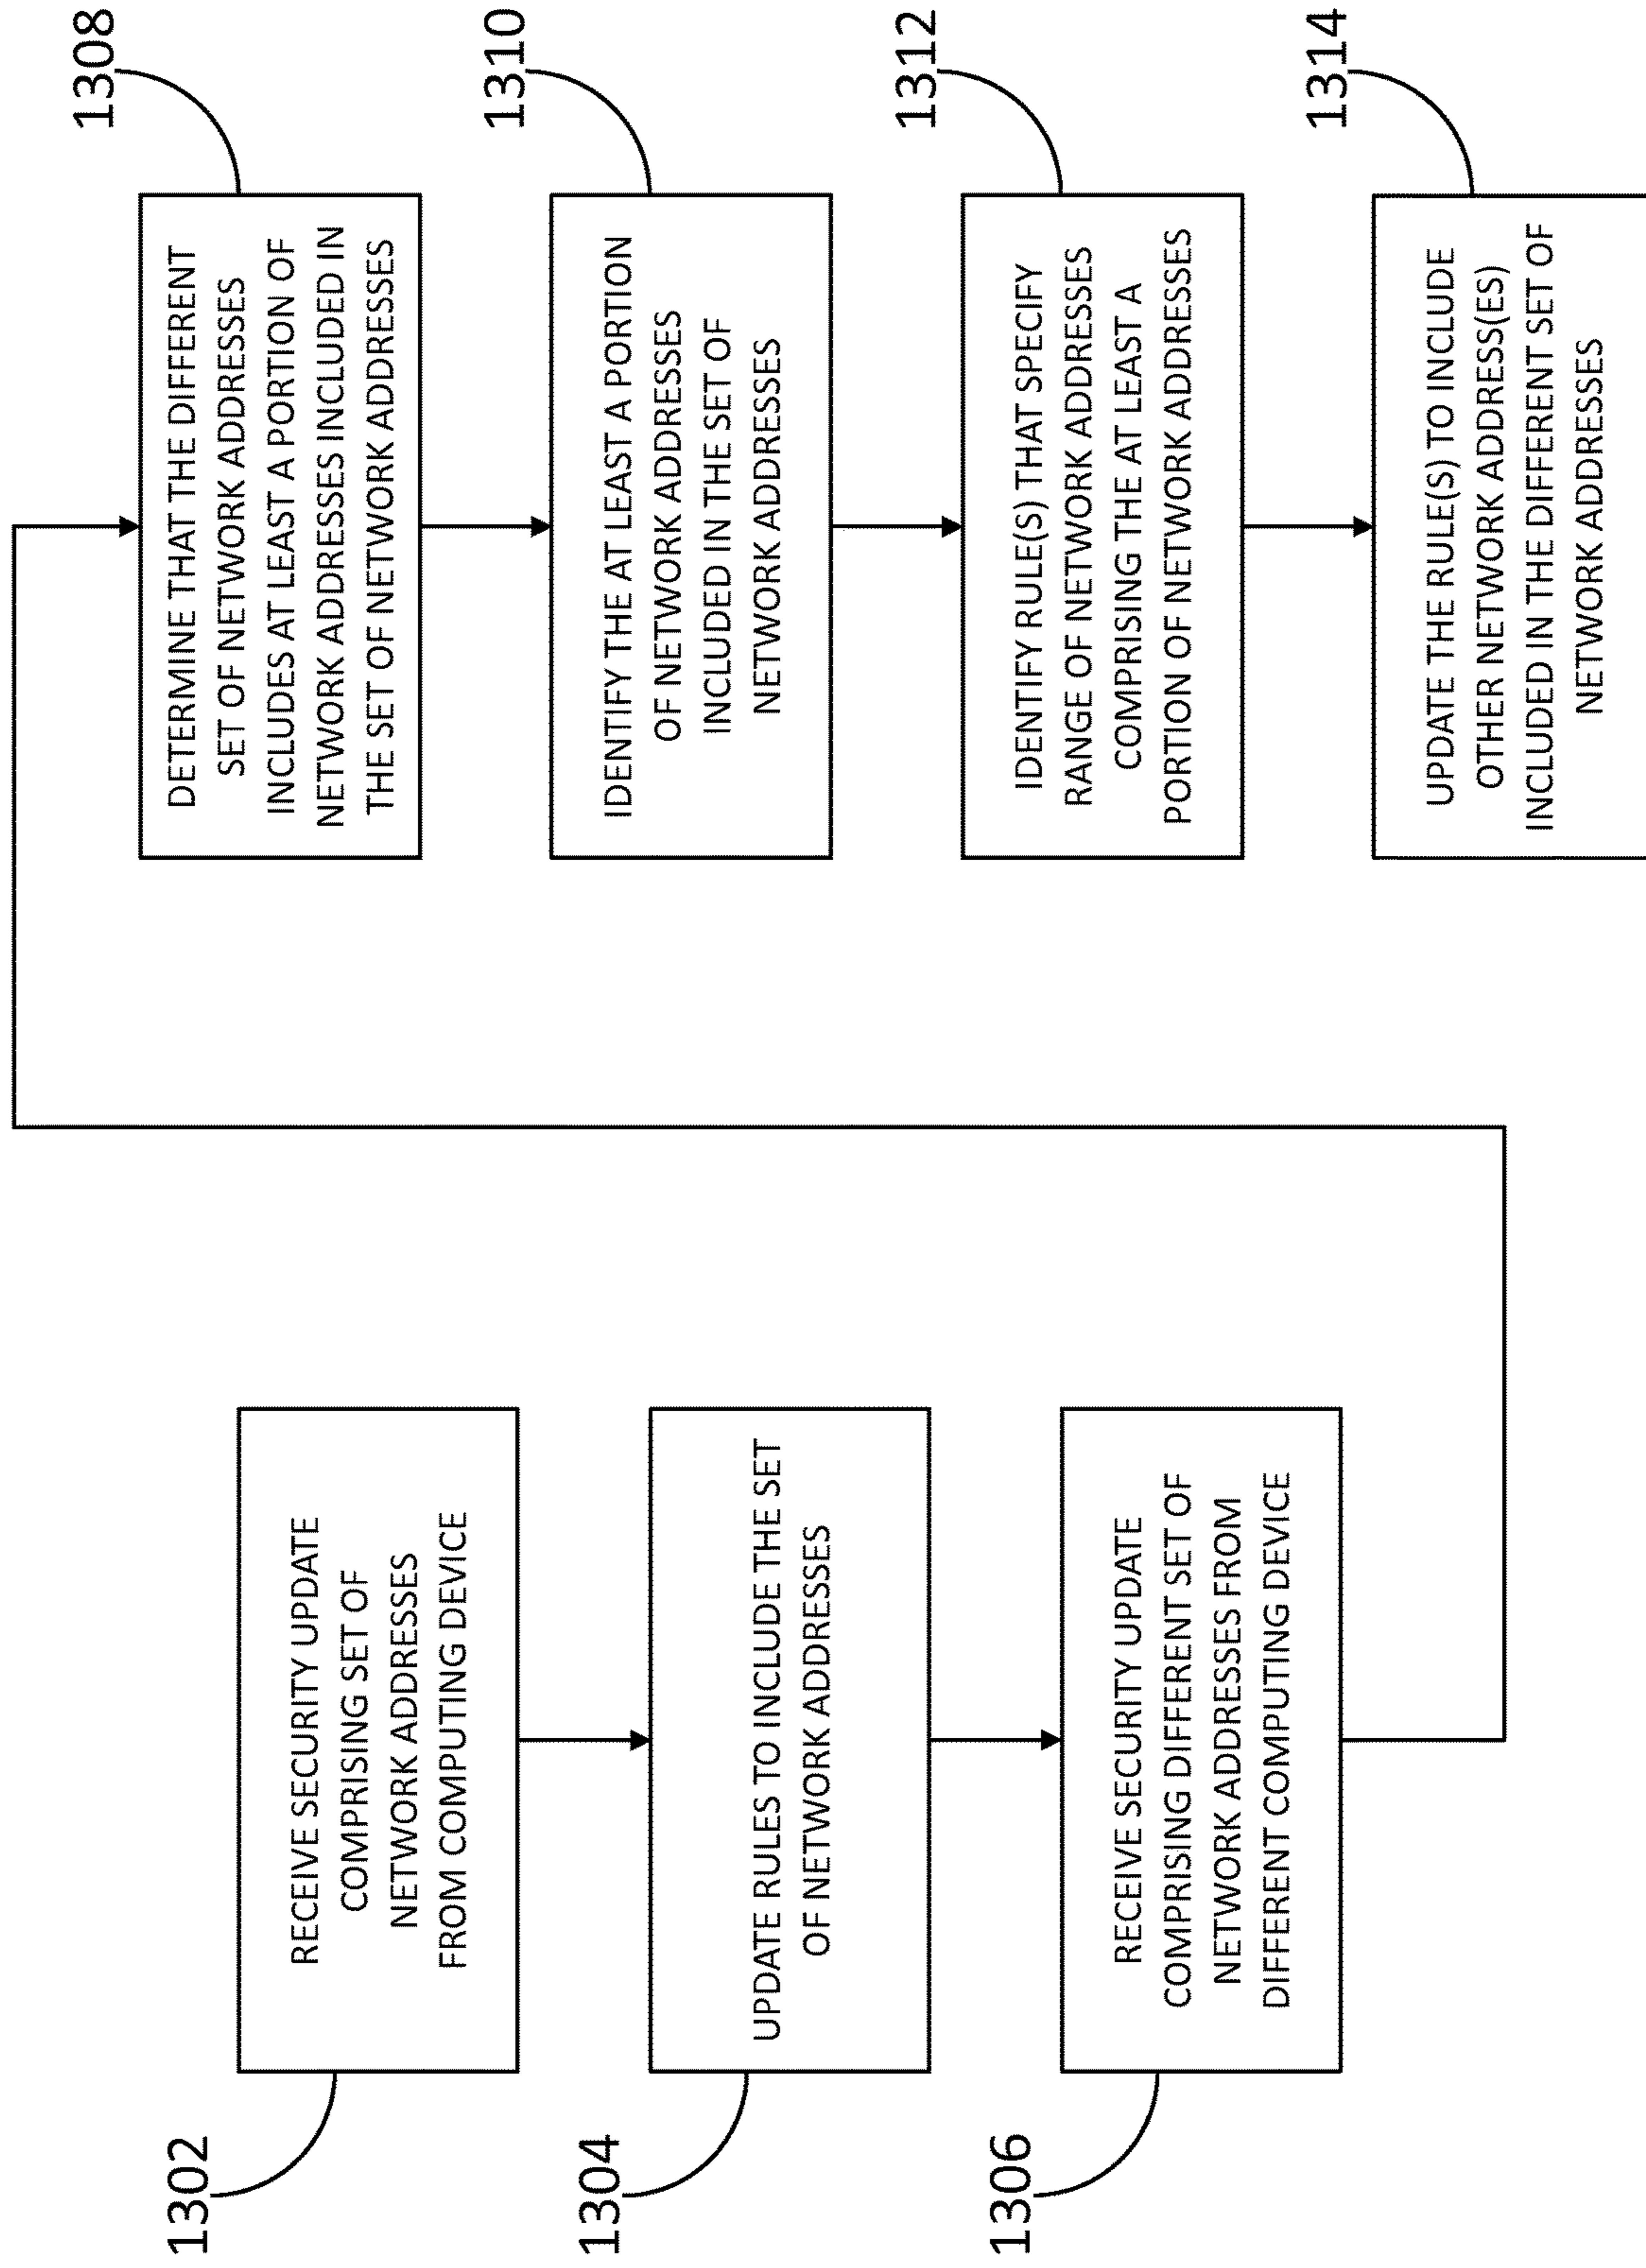 1302
RECEIVE SECURITY UPDATE
COMPRISING SET OF
NETWORK ADDRESSES
FROM COMPUTING DEVICE
1304
UPDATE RULES TO INCLUDE THE SET
OF NETWORK ADDRESSES
1306
RECEIVE SECURITY UPDATE
COMPRISING DIFFERENT SET OF
NETWORK ADDRESSES FROM
DIFFERENT COMPUTING DEVICE
1308
DETERMINE THAT THE DIFFERENT
SET OF NETWORK ADDRESSES
INCLUDES AT LEAST A PORTION OF
NETWORK ADDRESSES INCLUDED IN
THE SET OF NETWORK ADDRESSES
1310
IDENTIFY THE AT LEAST A PORTION
OF NETWORK ADDRESSES
INCLUDED IN THE SET OF
NETWORK ADDRESSES
1312
IDENTIFY RULE(S) THAT SPECIFY
RANGE OF NETWORK ADDRESSES
COMPRISING THE AT LEAST A
PORTION OF NETWORK ADDRESSES
1314
UPDATE THE RULE(S) TO INCLUDE
OTHER NETWORK ADDRESS(ES)
INCLUDED IN THE DIFFERENT SET OF
NETWORK ADDRESSES